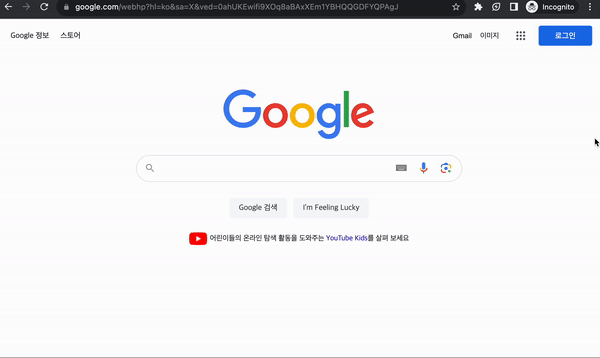 google.com/webhp?hl=ko&sa=X&ved=0ahUKEwifi9XOq8aBAxXEm1YBHQQGDFYQPAgJ
Incognito
Google 정보 스토어
Gmail 이미지
로그인
Google
Google 검색 I'm Feeling Lucky
어린이들의 온라인 탐색 활동을 도와주는 YouTube Kids를 살펴 보세요